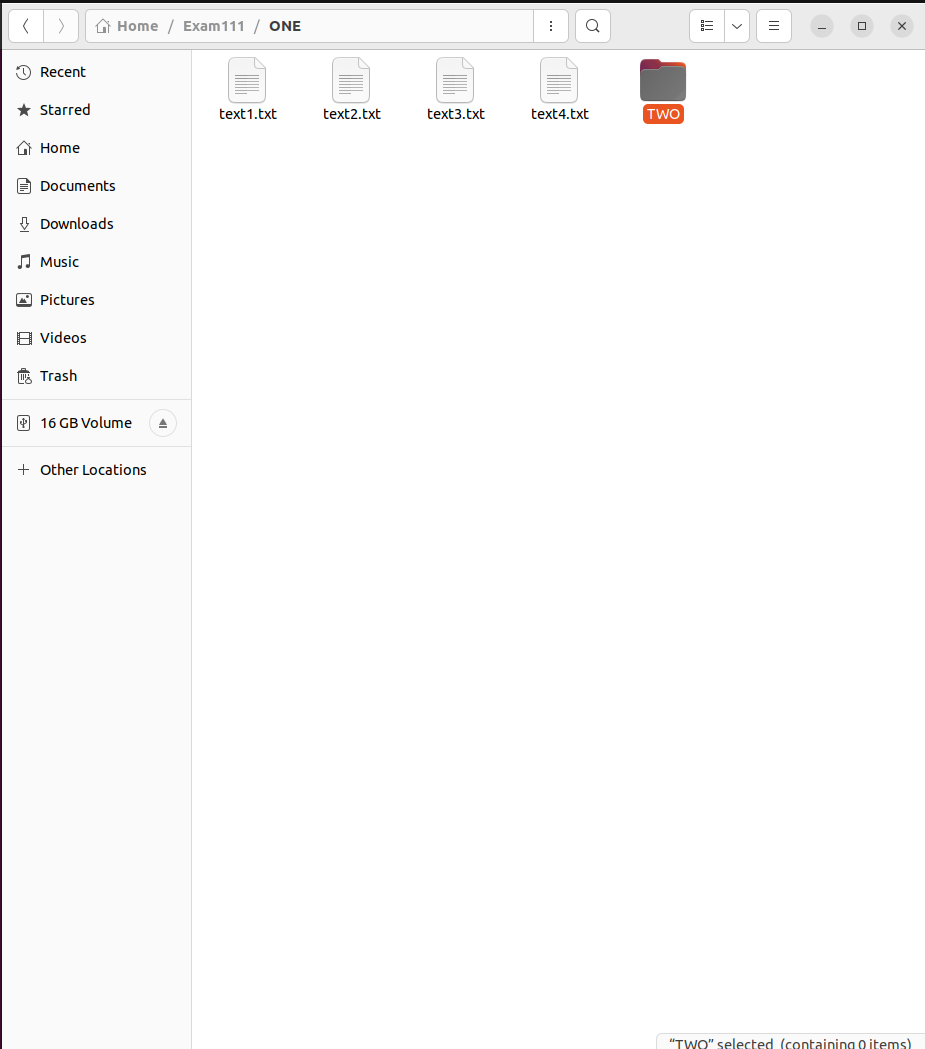 Home / Exam111 / ONE
Recent
Starred
Home
Documents
Downloads
Music
Pictures
Videos
Trash
16 GB Volume
Other Locations
text1.txt text2.txt text3.txt text4.txt TWO
“TWO” selected (containing 0 items)